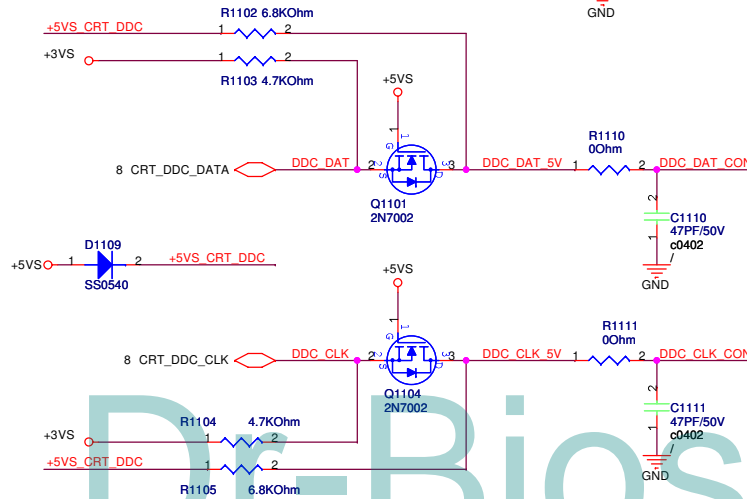 R1102 6.8KOhm
+5VS_CRT_DDC
1 2
GND
+3VS
1 2
R1103 4.7KOhm
+5VS
1
1
G
R1110
0Ohm
8 CRT_DDC_DATA
DDC_DAT
2
2
S
3
3
D
DDC_DAT_5V
1 2
DDC_DAT_CON
Q1101
2N7002
2
1
C1110
47PF/50V
c0402
/
GND
D1109
+5VS
1 2
+5VS_CRT_DDC
SS0540
+5VS
1
1
G
R1111
0Ohm
8 CRT_DDC_CLK
DDC_CLK
2
2
S
3
3
D
DDC_CLK_5V
1 2
DDC_CLK_CON
Q1104
2N7002
2
1
C1111
47PF/50V
c0402
/
GND
R1104 4.7KOhm
+3VS
1 2
+5VS_CRT_DDC
1 2
R1105 6.8KOhm
Dr-Bios